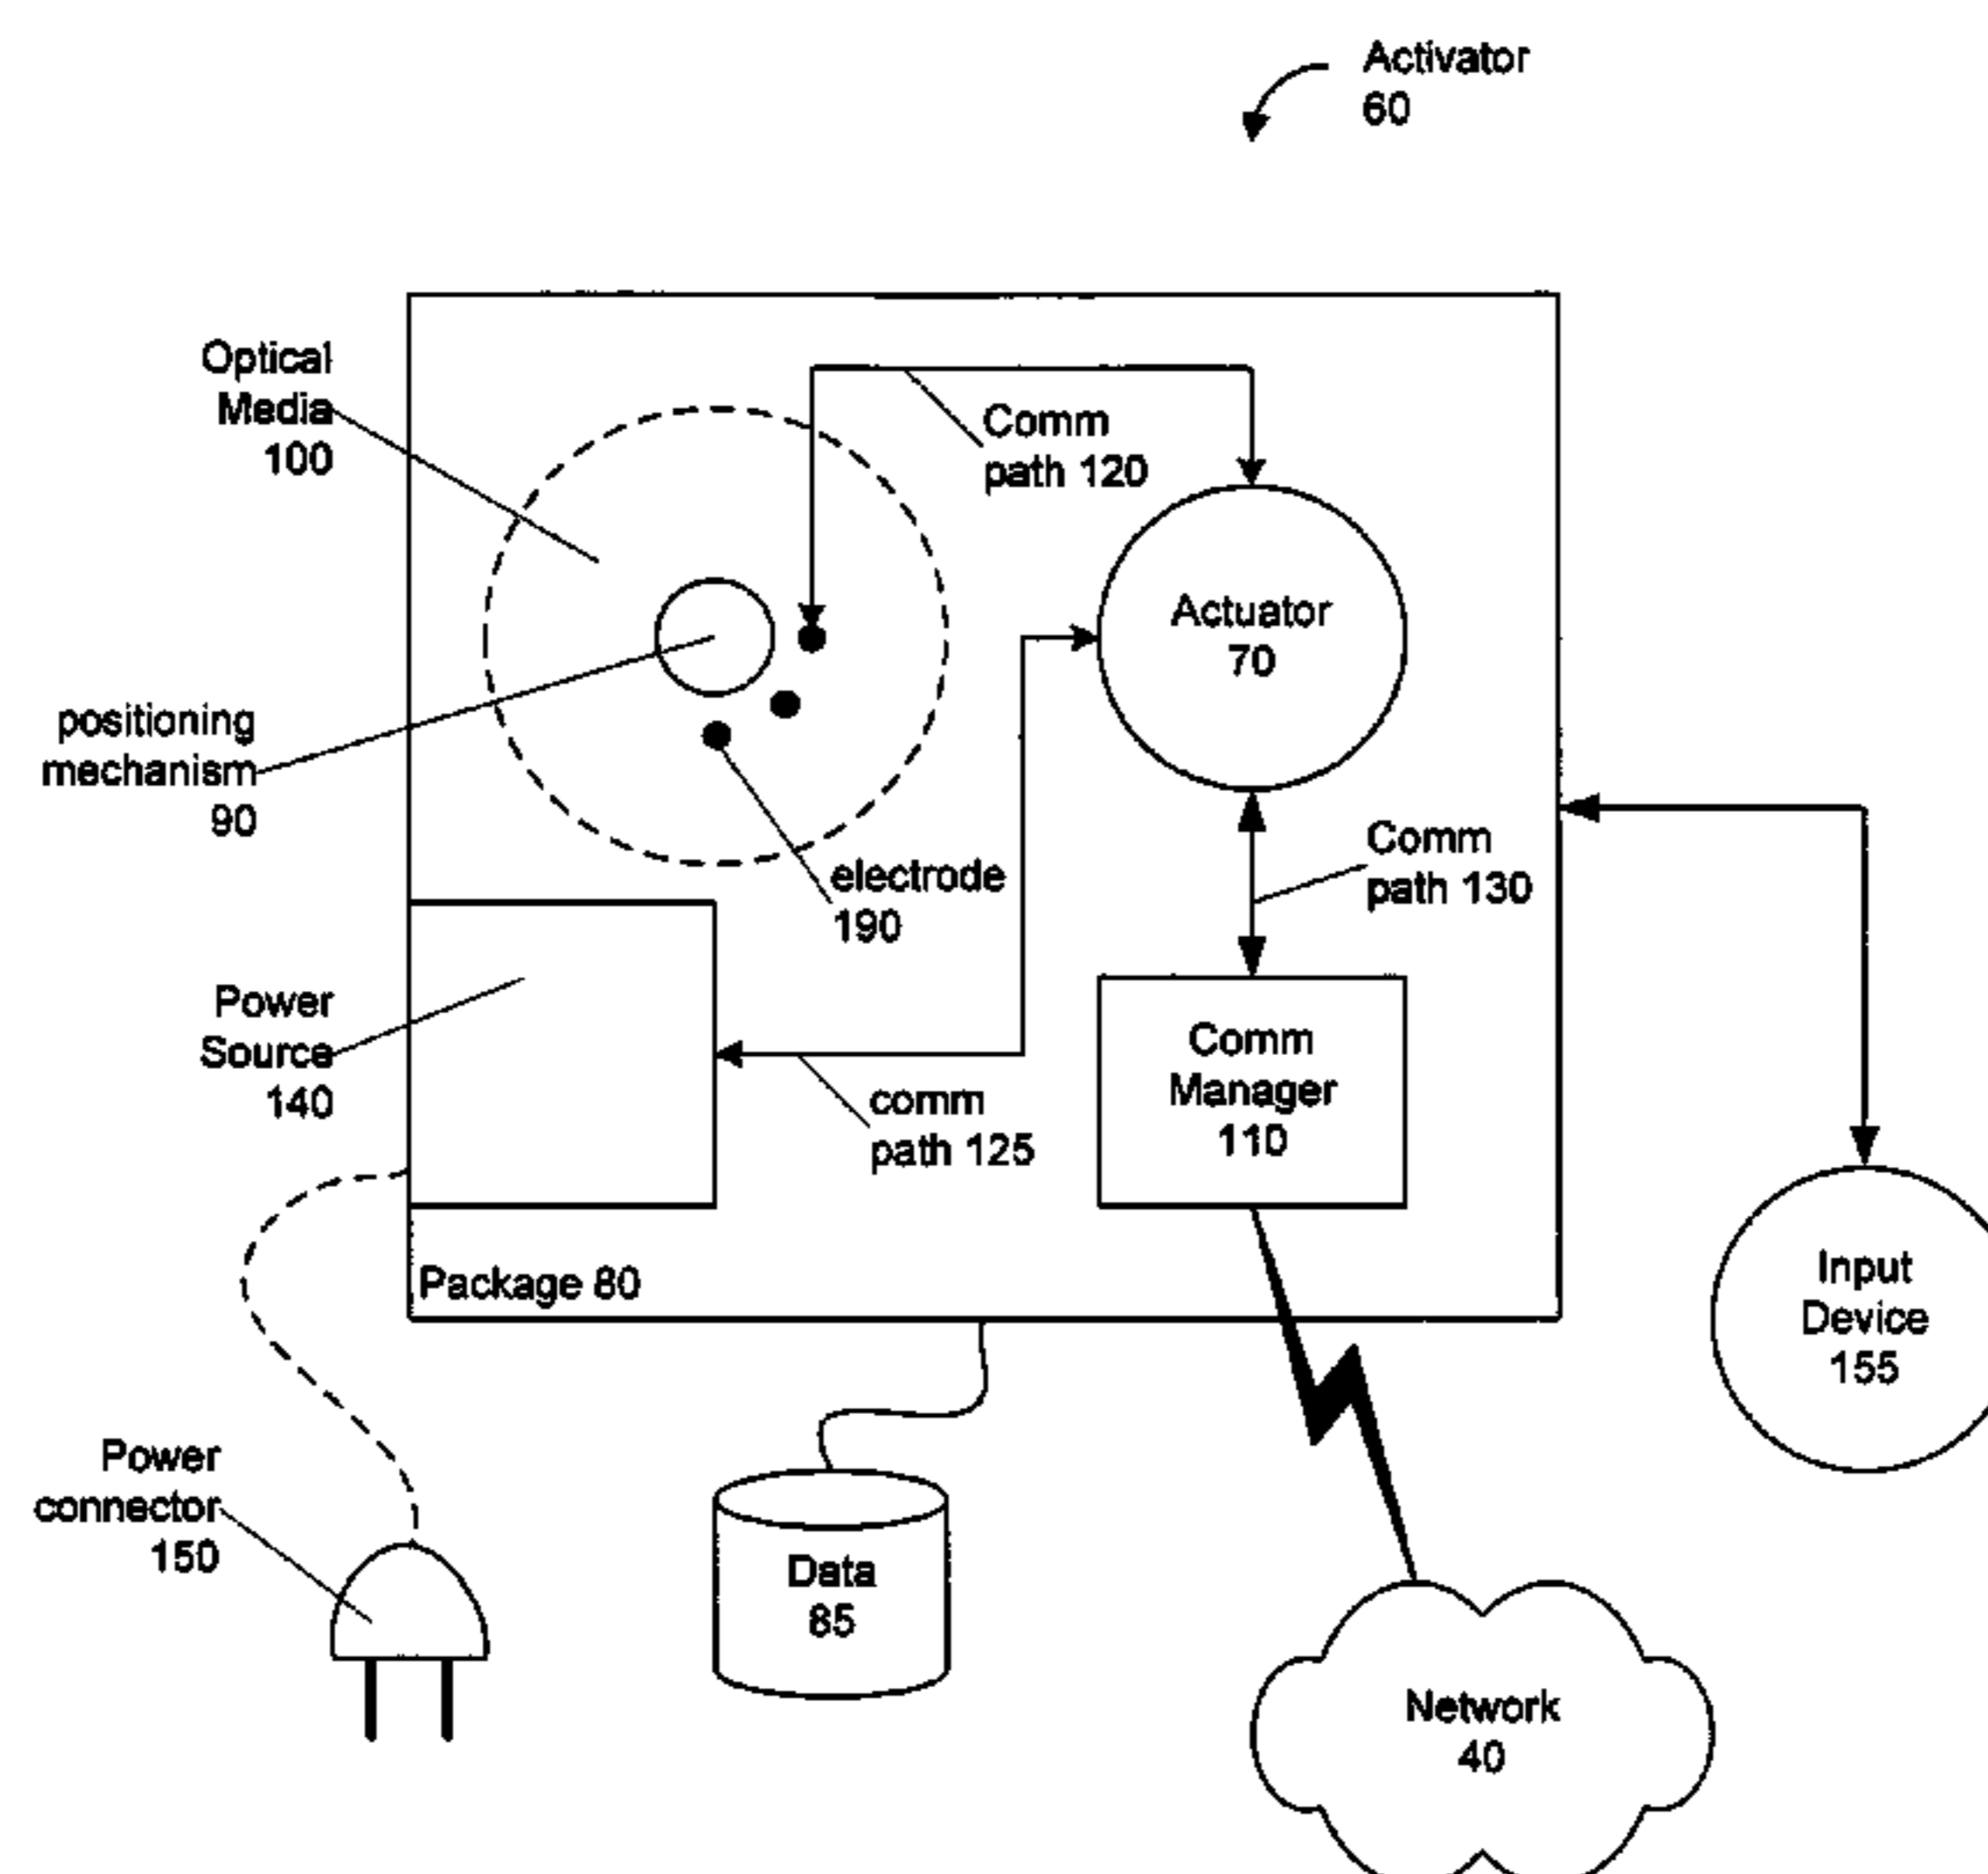 Activator
60
Optical
Media
100
Comm
path 120
Actuator
70
positioning
mechanism
90
electrode
190
Comm
path 130
Power
Source
140
comm
path 125
Comm
Manager
110
Package 80
Input
Device
155
Power
connector
150
Data
85
Network
40